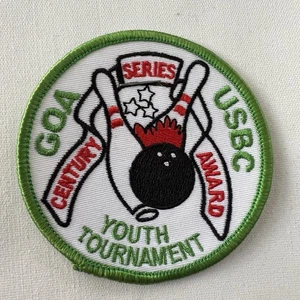 GOA USBC
CENTURY SERIES AWARD
YOUTH
TOURNAMENT